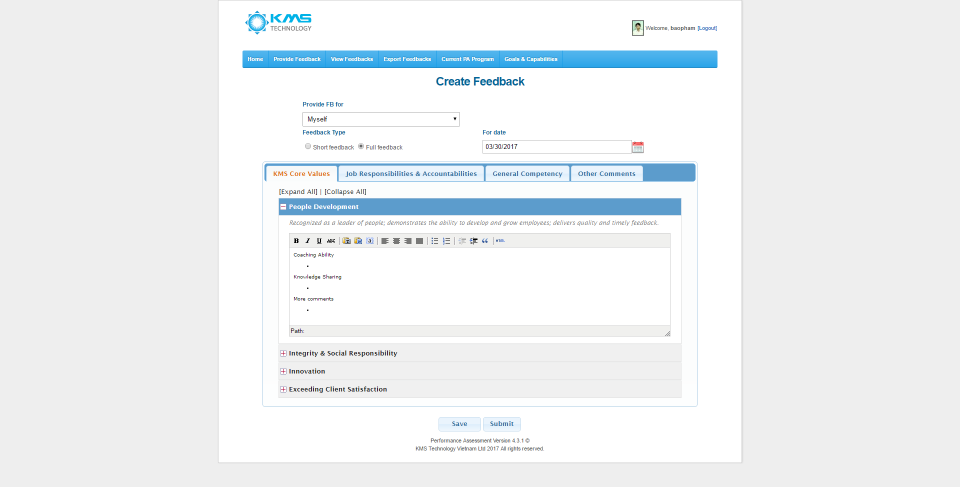 KMS
TECHNOLOGY
Welcome, baopham [Logout]
Home Provide Feedback View Feedbacks Export Feedbacks Current PA Program Goals & Capabilities
Create Feedback
Provide FB for
Myself
Feedback Type For date
Short feedback Full feedback 03/30/2017
KMS Core Values Job Responsibilities & Accountabilities General Competency Other Comments
[Expand All] | [Collapse All]
People Development
Recognized as a leader of people; demonstrates the ability to develop and grow employees; delivers quality and timely feedback.
B I U ABC HTML
Coaching Ability
Knowledge Sharing
More comments
Path:
Integrity & Social Responsibility
Innovation
Exceeding Client Satisfaction
Save Submit
Performance Assessment Version 4.3.1 ©
KMS Technology Vietnam Ltd 2017 All rights reserved.